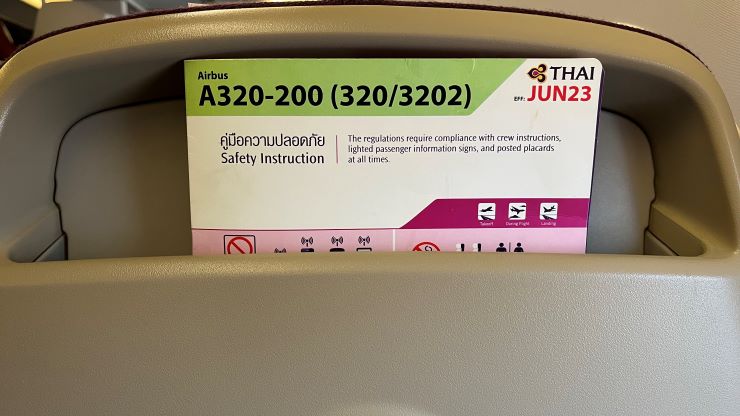 Airbus
A320-200 (320/3202)
THAI
EFF: JUN23
คู่มือความปลอดภัย
Safety Instruction
The regulations require compliance with crew instructions,
lighted passenger information signs, and posted placards
at all times.
Takeoff During Flight Landing